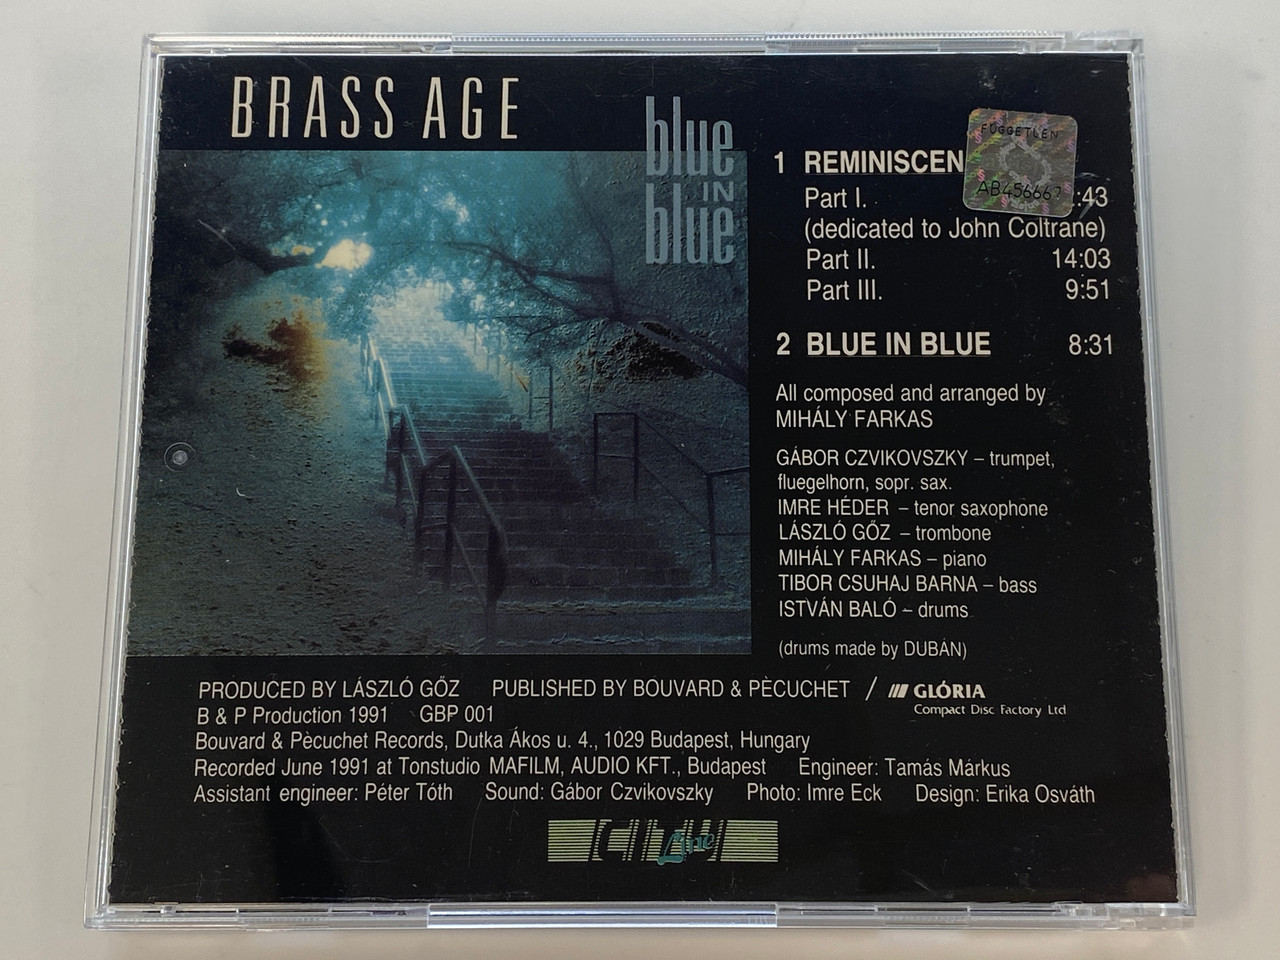 BRASS AGE
blue
IN
blue
FÜGGETLEN
1 REMINISCEN
Part I. :43
(dedicated to John Coltrane)
Part II. 14:03
Part III. 9:51
2 BLUE IN BLUE 8:31
All composed and arranged by
MIHÁLY FARKAS
GÁBOR CZVIKOVSZKY – trumpet,
fluegelhorn, sopr. sax.
IMRE HÉDER – tenor saxophone
LÁSZLÓ GŐZ – trombone
MIHÁLY FARKAS – piano
TIBOR CSUHAJ BARNA – bass
ISTVÁN BALÓ – drums
(drums made by DUBÁN)
PRODUCED BY LÁSZLÓ GŐZ PUBLISHED BY BOUVARD & PÈCUCHET / GLÓRIA
Compact Disc Factory Ltd
B & P Production 1991 GBP 001
Bouvard & Pècuchet Records, Dutka Ákos u. 4., 1029 Budapest, Hungary
Recorded June 1991 at Tonstudio MAFILM, AUDIO KFT., Budapest Engineer: Tamás Márkus
Assistant engineer: Péter Tóth Sound: Gábor Czvikovszky Photo: Imre Eck Design: Erika Osváth
CITY Line